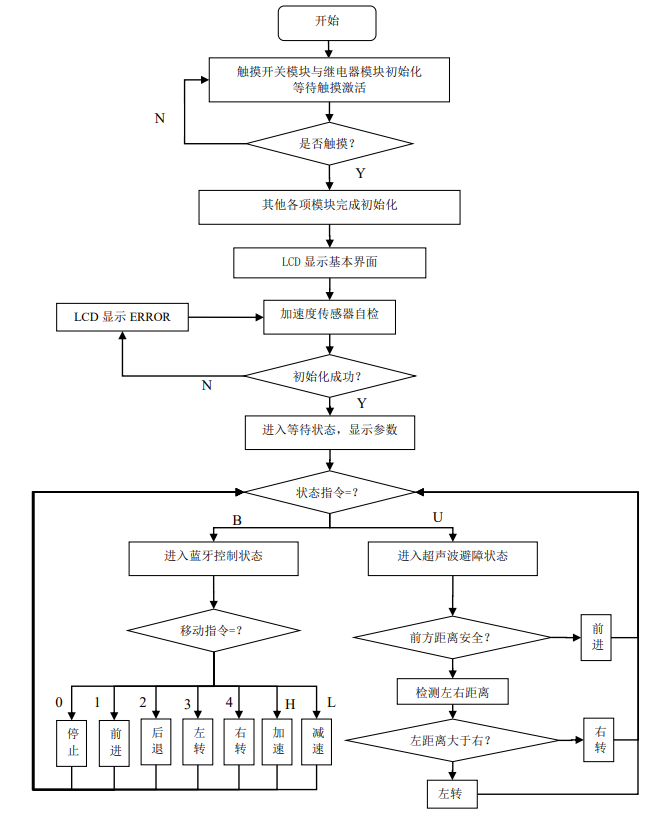 开始
触摸开关模块与继电器模块初始化
等待触摸激活
N
是否触摸？
Y
其他各项模块完成初始化
LCD 显示基本界面
LCD 显示 ERROR
加速度传感器自检
初始化成功？
N
Y
进入等待状态，显示参数
状态指令=？
B
U
进入蓝牙控制状态
进入超声波避障状态
移动指令=？
前方距离安全？
前进
检测左右距离
0
1
2
3
4
H
L
停止
前进
后退
左转
右转
加速
减速
左距离大于右？
右转
左转